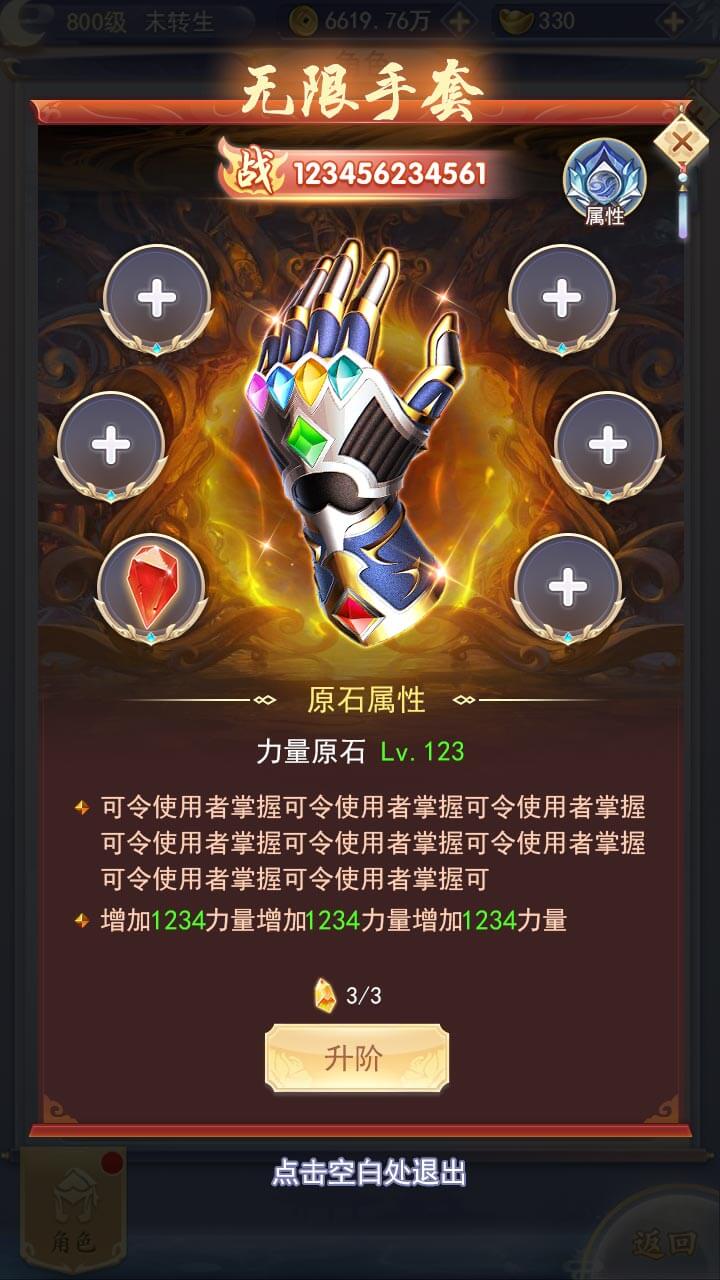 800级 末转生 6619.76万 330
无限手套
战 123456234561
属性
原石属性
力量原石 Lv. 123
可令使用者掌握可令使用者掌握可令使用者掌握
可令使用者掌握可令使用者掌握可令使用者掌握
可令使用者掌握可令使用者掌握可
增加1234力量增加1234力量增加1234力量
3/3
升阶
点击空白处退出
角色
返回